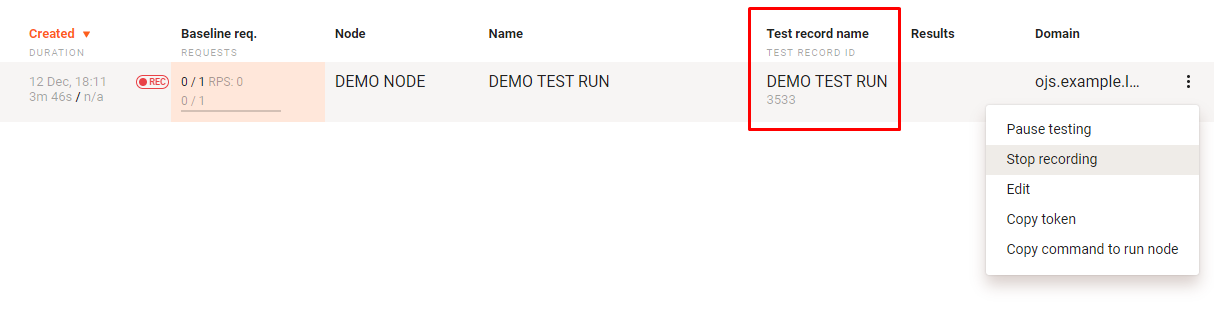 Created ▼ Baseline req. Node Name Test record name Results Domain
DURATION REQUESTS TEST RECORD ID
12 Dec, 18:11 REC 0 / 1 RPS: 0 DEMO NODE DEMO TEST RUN DEMO TEST RUN ojs.example.l...
3m 46s / n/a 0 / 1 3533
Pause testing
Stop recording
Edit
Copy token
Copy command to run node